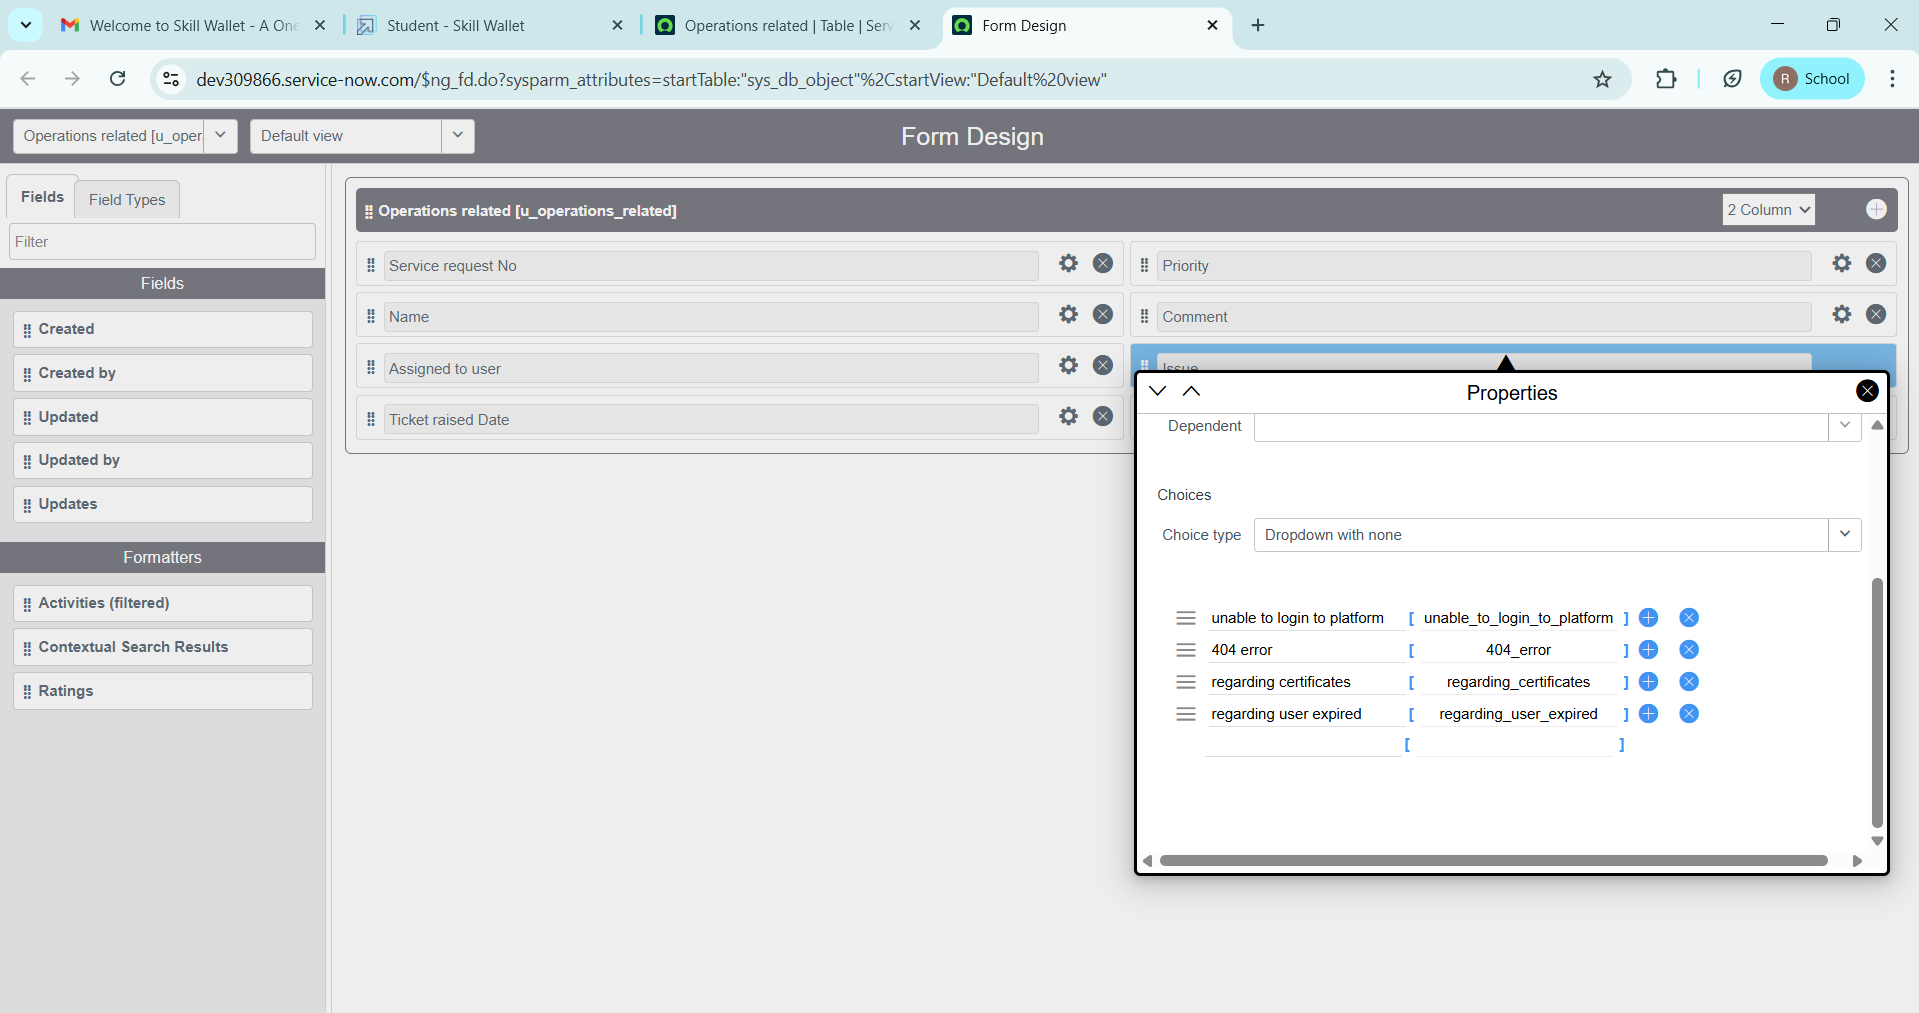 Welcome to Skill Wallet - A One
Student - Skill Wallet
Operations related | Table | Serv
Form Design
dev309866.service-now.com/$ng_fd.do?sysparm_attributes=startTable:"sys_db_object"%2CstartView:"Default%20view"
R School
Operations related [u_oper
Default view
Form Design
Fields
Field Types
Filter
Fields
Created
Created by
Updated
Updated by
Updates
Formatters
Activities (filtered)
Contextual Search Results
Ratings
Operations related [u_operations_related]
2 Column
Service request No
Priority
Name
Comment
Assigned to user
Issue
Ticket raised Date
Properties
Dependent
Choices
Choice type Dropdown with none
unable to login to platform [ unable_to_login_to_platform ]
404 error [ 404_error ]
regarding certificates [ regarding_certificates ]
regarding user expired [ regarding_user_expired ]
[ ]